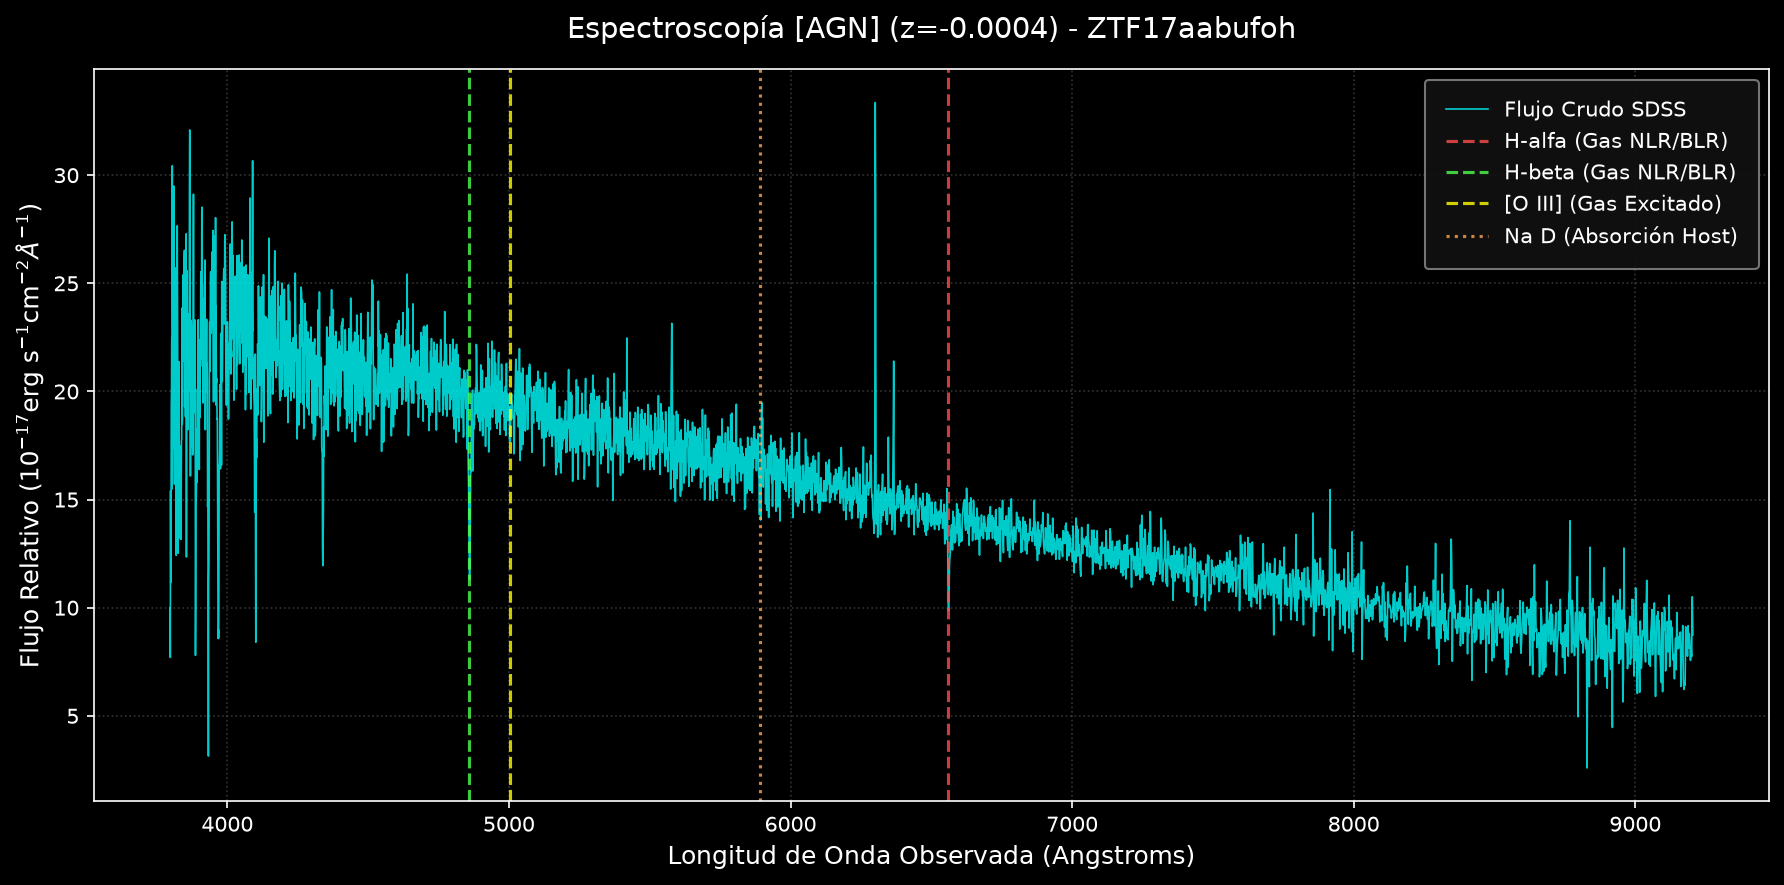 Espectroscopía [AGN] (z=-0.0004) - ZTF17aabufoh
Flujo Crudo SDSS
H-alfa (Gas NLR/BLR)
H-beta (Gas NLR/BLR)
[O III] (Gas Excitado)
Na D (Absorción Host)
Flujo Relativo (10⁻¹⁷erg s⁻¹cm⁻²Å⁻¹)
30
25
20
15
10
5
4000 5000 6000 7000 8000 9000
Longitud de Onda Observada (Angstroms)